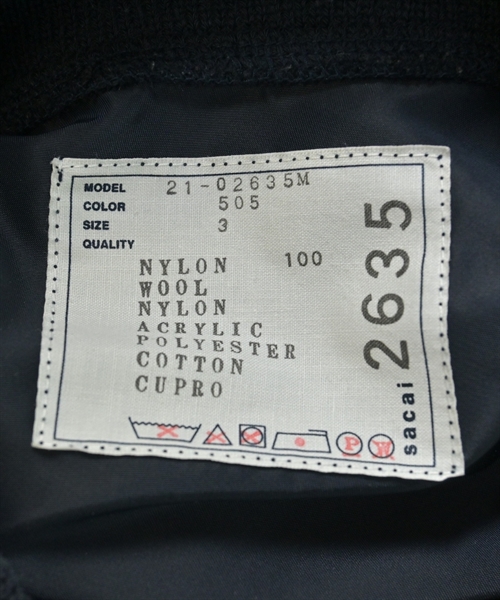 MODEL 21-02635M
COLOR 505
SIZE 3
QUALITY
NYLON 100
WOOL
NYLON
ACRYLIC
POLYESTER
COTTON
CUPRO
P W
sacai 2635